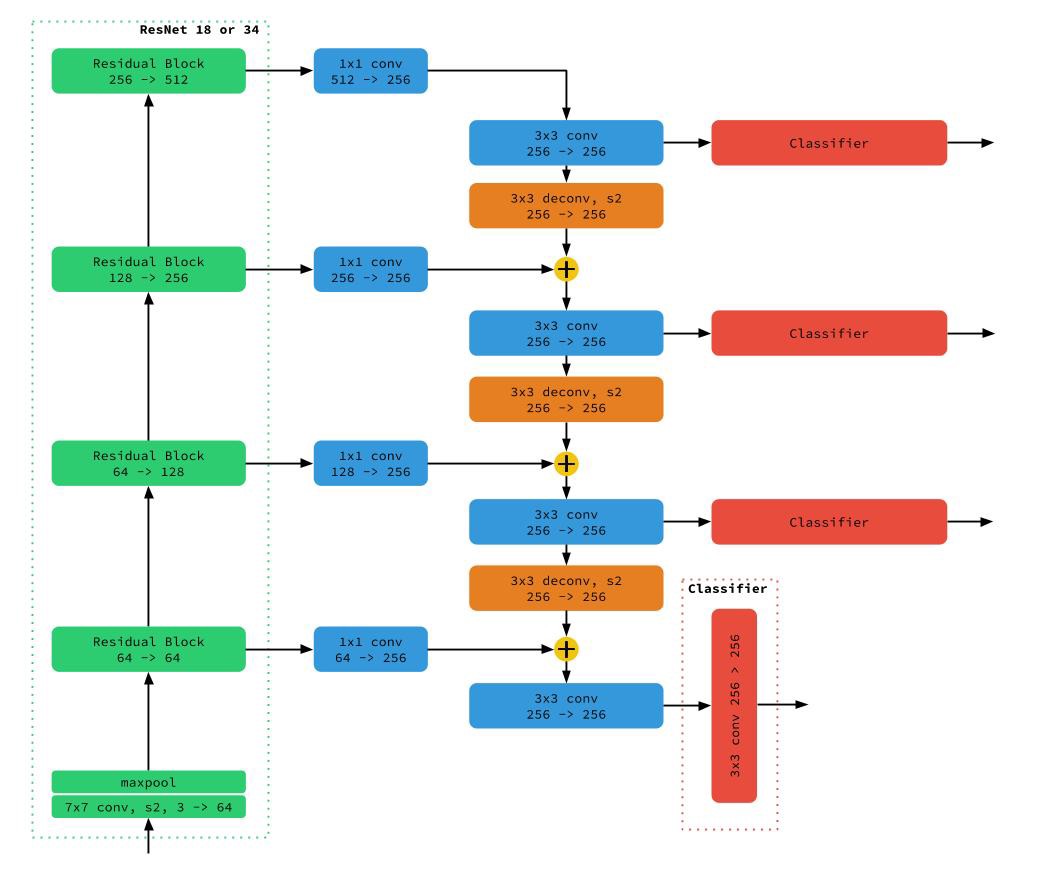 ResNet 18 or 34
Residual Block
256 -> 512
1x1 conv
512 -> 256
3x3 conv
256 -> 256
Classifier
3x3 deconv, s2
256 -> 256
Residual Block
128 -> 256
1x1 conv
256 -> 256
3x3 conv
256 -> 256
Classifier
3x3 deconv, s2
256 -> 256
Residual Block
64 -> 128
1x1 conv
128 -> 256
3x3 conv
256 -> 256
Classifier
3x3 deconv, s2
256 -> 256
Classifier
Residual Block
64 -> 64
1x1 conv
64 -> 256
3x3 conv
256 -> 256
3x3 conv 256 > 256
maxpool
7x7 conv, s2, 3 -> 64